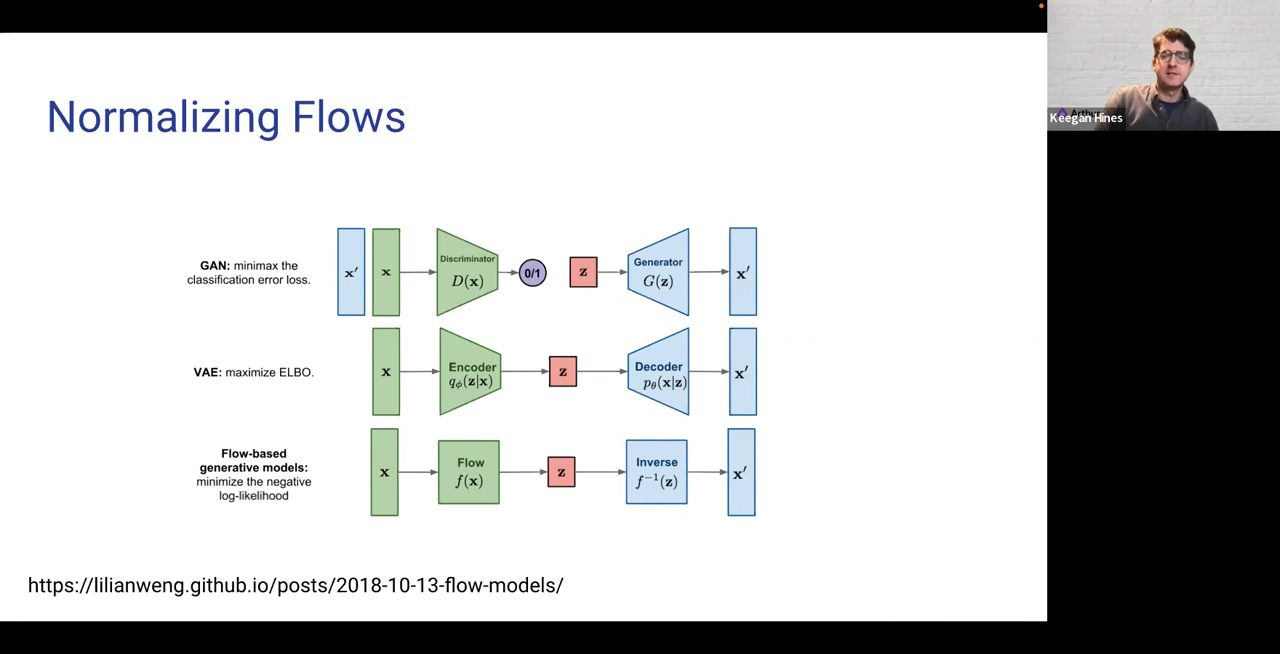 Normalizing Flows
GAN: minimax the
classification error loss.
x′
x
Discriminator
D(x)
0/1
z
Generator
G(z)
x′
VAE: maximize ELBO.
x
Encoder
qϕ(z|x)
z
Decoder
pθ(x|z)
x′
Flow-based
generative models:
minimize the negative
log-likelihood
x
Flow
f(x)
z
Inverse
f⁻¹(z)
x′
https://lilianweng.github.io/posts/2018-10-13-flow-models/
Keegan Hines